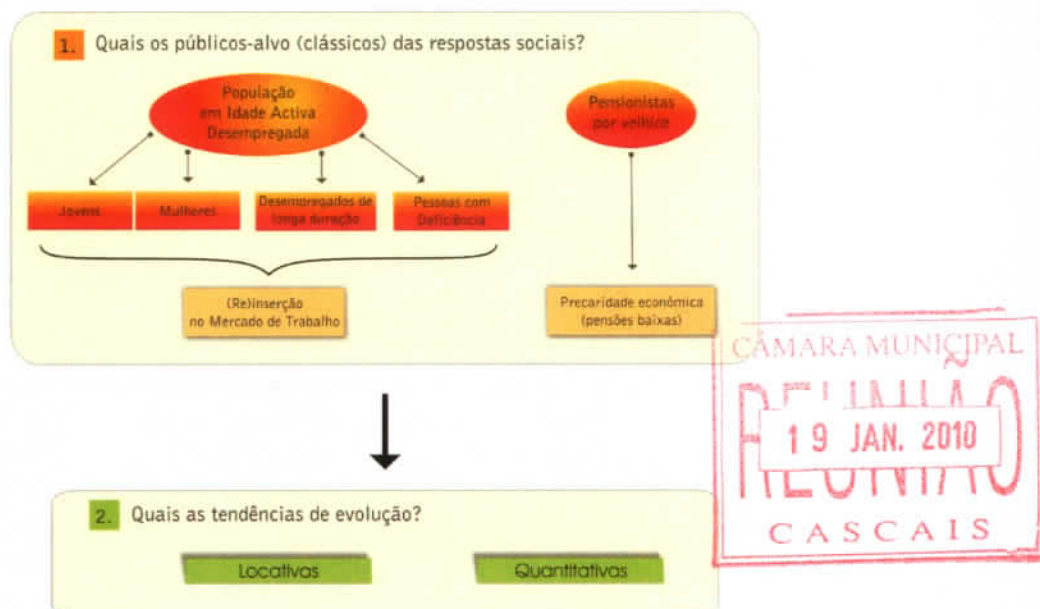 1. Quais os públicos-alvo (clássicos) das respostas sociais?
População
em Idade Activa
Desempregada
Pensionistas
por velhice
Jovens
Mulheres
Desempregados de
longa duração
Pessoas com
Deficiência
(Re)inserção
no Mercado de Trabalho
Precaridade económica
(pensões baixas)
CÂMARA MUNICIPAL
REUNIÃO
19 JAN. 2010
CASCAIS
2. Quais as tendências de evolução?
Locativas
Quantitativas